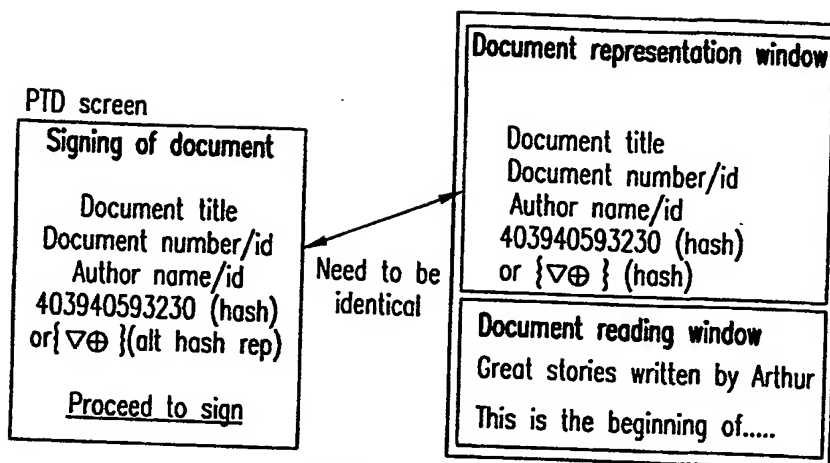 PTD screen
Signing of document
Document title
Document number/id
Author name/id
403940593230 (hash)
or{ ▽⊕ }(alt hash rep)
Proceed to sign
Need to be
identical
Document representation window
Document title
Document number/id
Author name/id
403940593230 (hash)
or {▽⊕ } (hash)
Document reading window
Great stories written by Arthur
This is the beginning of.....